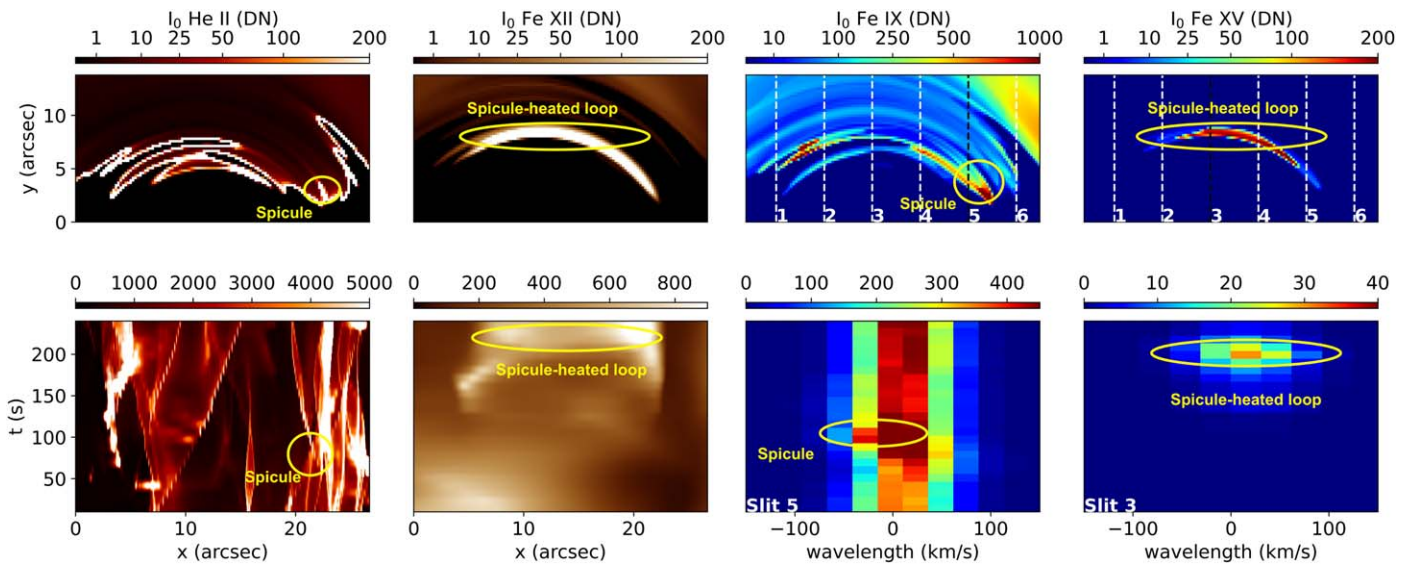 I₀ He II (DN)
1 10 25 50 100 200
I₀ Fe XII (DN)
1 10 25 50 100 200
I₀ Fe IX (DN)
10 100 250 500 1000
I₀ Fe XV (DN)
1 10 25 50 100 200
y (arcsec)
10
5
0
Spicule
Spicule-heated loop
Spicule
1 2 3 4 5 6
Spicule-heated loop
1 2 3 4 5 6
0 1000 2000 3000 4000 5000
0 200 400 600 800
0 100 200 300 400
0 10 20 30 40
t (s)
200
150
100
50
Spicule
0 10 20
x (arcsec)
Spicule-heated loop
0 10 20
x (arcsec)
Spicule
Slit 5
−100 0 100
wavelength (km/s)
Spicule-heated loop
Slit 3
−100 0 100
wavelength (km/s)